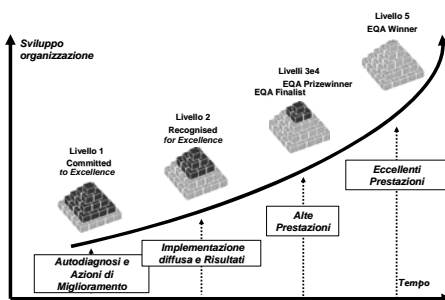 Sviluppo
organizzazione
Livello 5
EQA Winner
Livelli 3e4
EQA Prizewinner
EQA Finalist
Livello 2
Recognised
for Excellence
Livello 1
Committed
to Excellence
Eccellenti
Prestazioni
Alte
Prestazioni
Implementazione
diffusa e Risultati
Autodiagnosi e
Azioni di
Miglioramento
Tempo